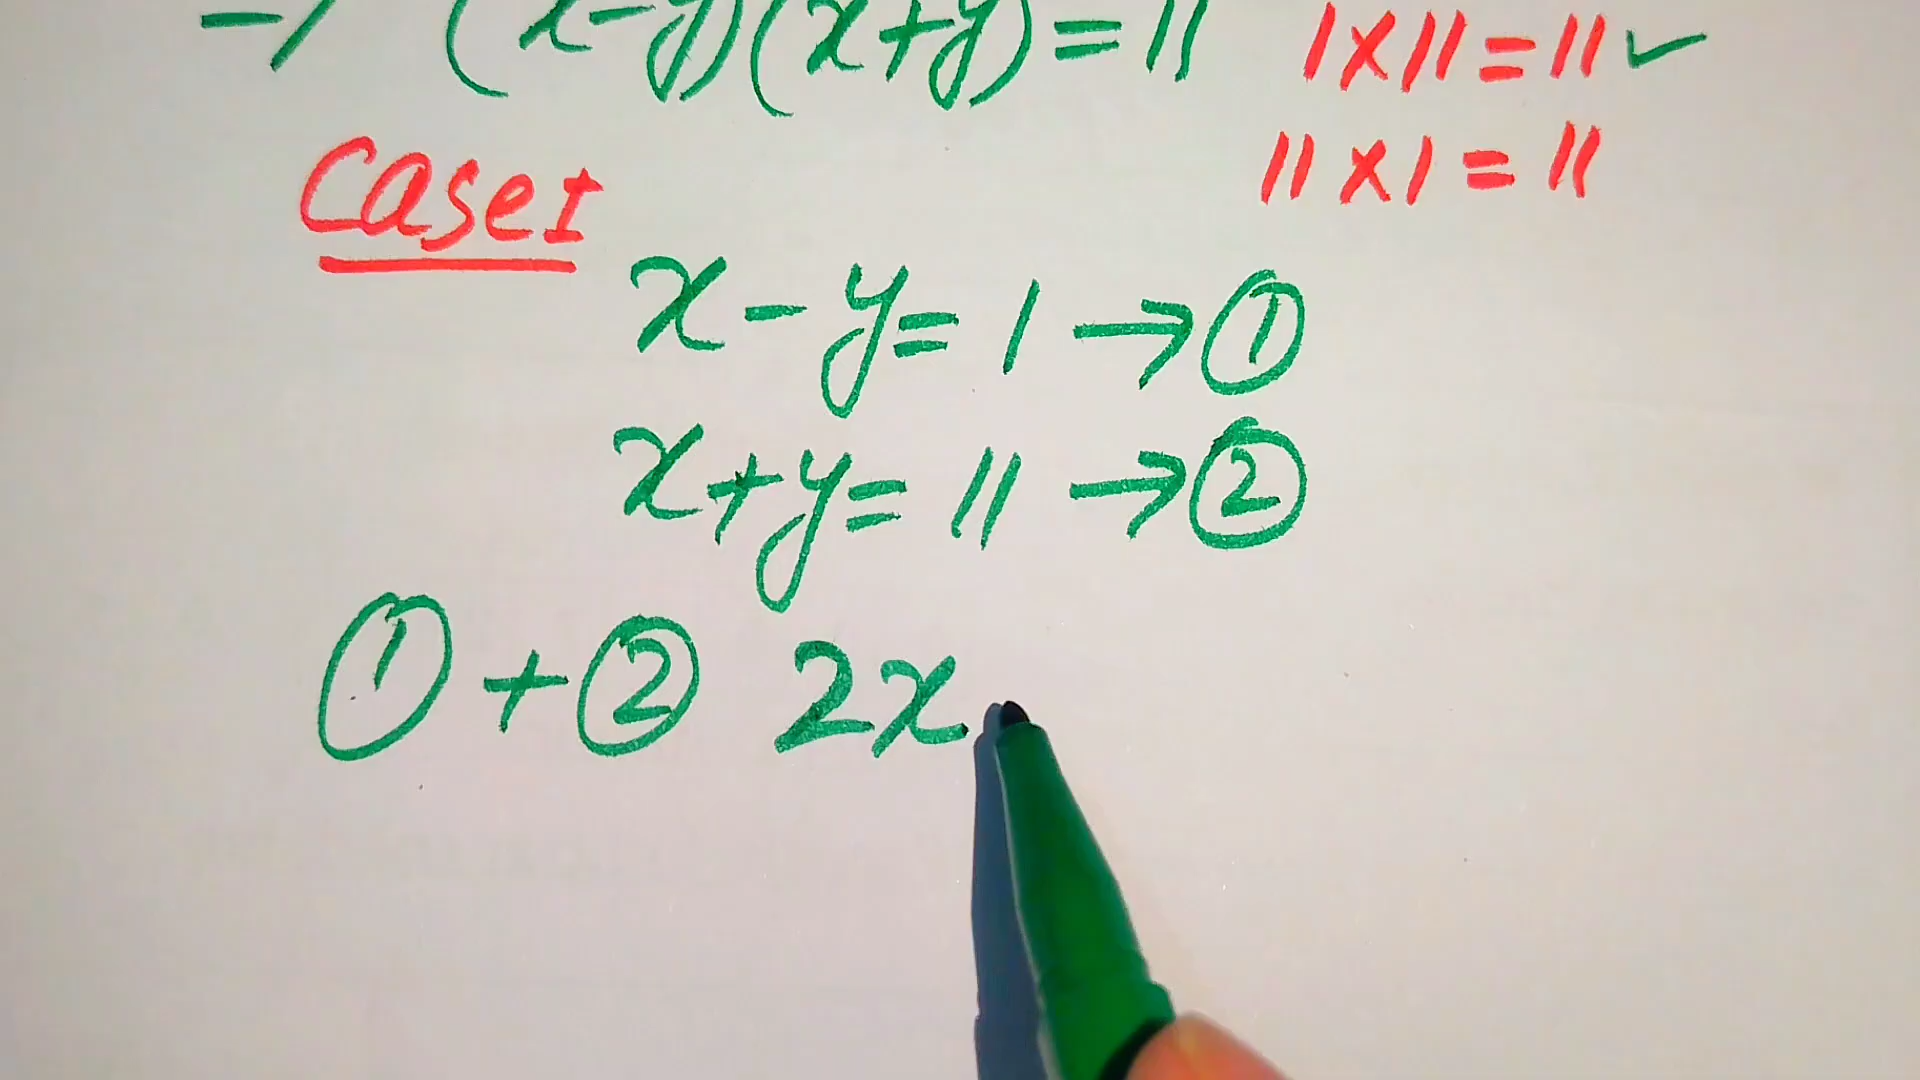 → (x-y)(x+y)=11 1×11=11✓
11×1=11
Case I
x-y=1→①
x+y=11→②
①+② 2x